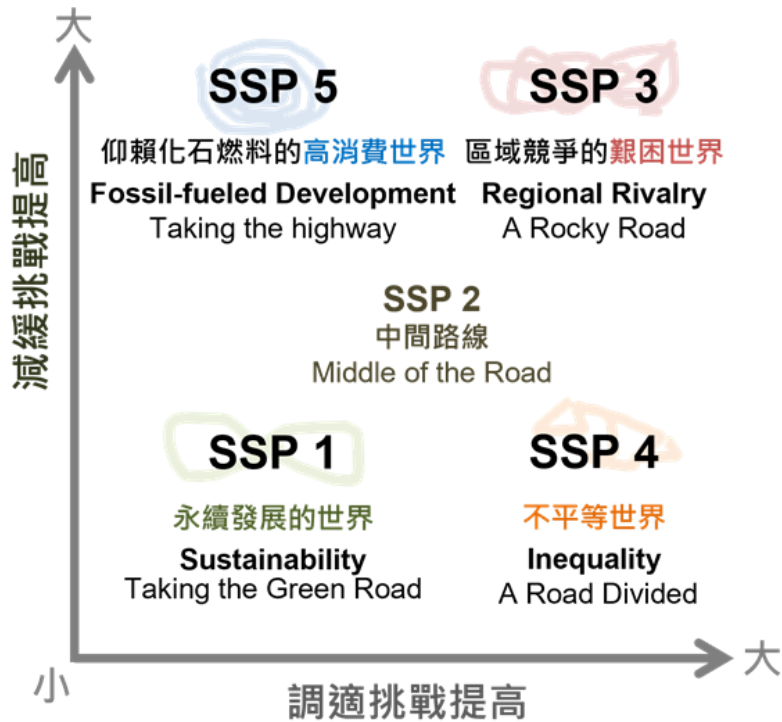 大
減緩挑戰提高
SSP 5
仰賴化石燃料的高消費世界
Fossil-fueled Development
Taking the highway
SSP 3
區域競爭的艱困世界
Regional Rivalry
A Rocky Road
SSP 2
中間路線
Middle of the Road
SSP 1
永續發展的世界
Sustainability
Taking the Green Road
SSP 4
不平等世界
Inequality
A Road Divided
小
調適挑戰提高
大